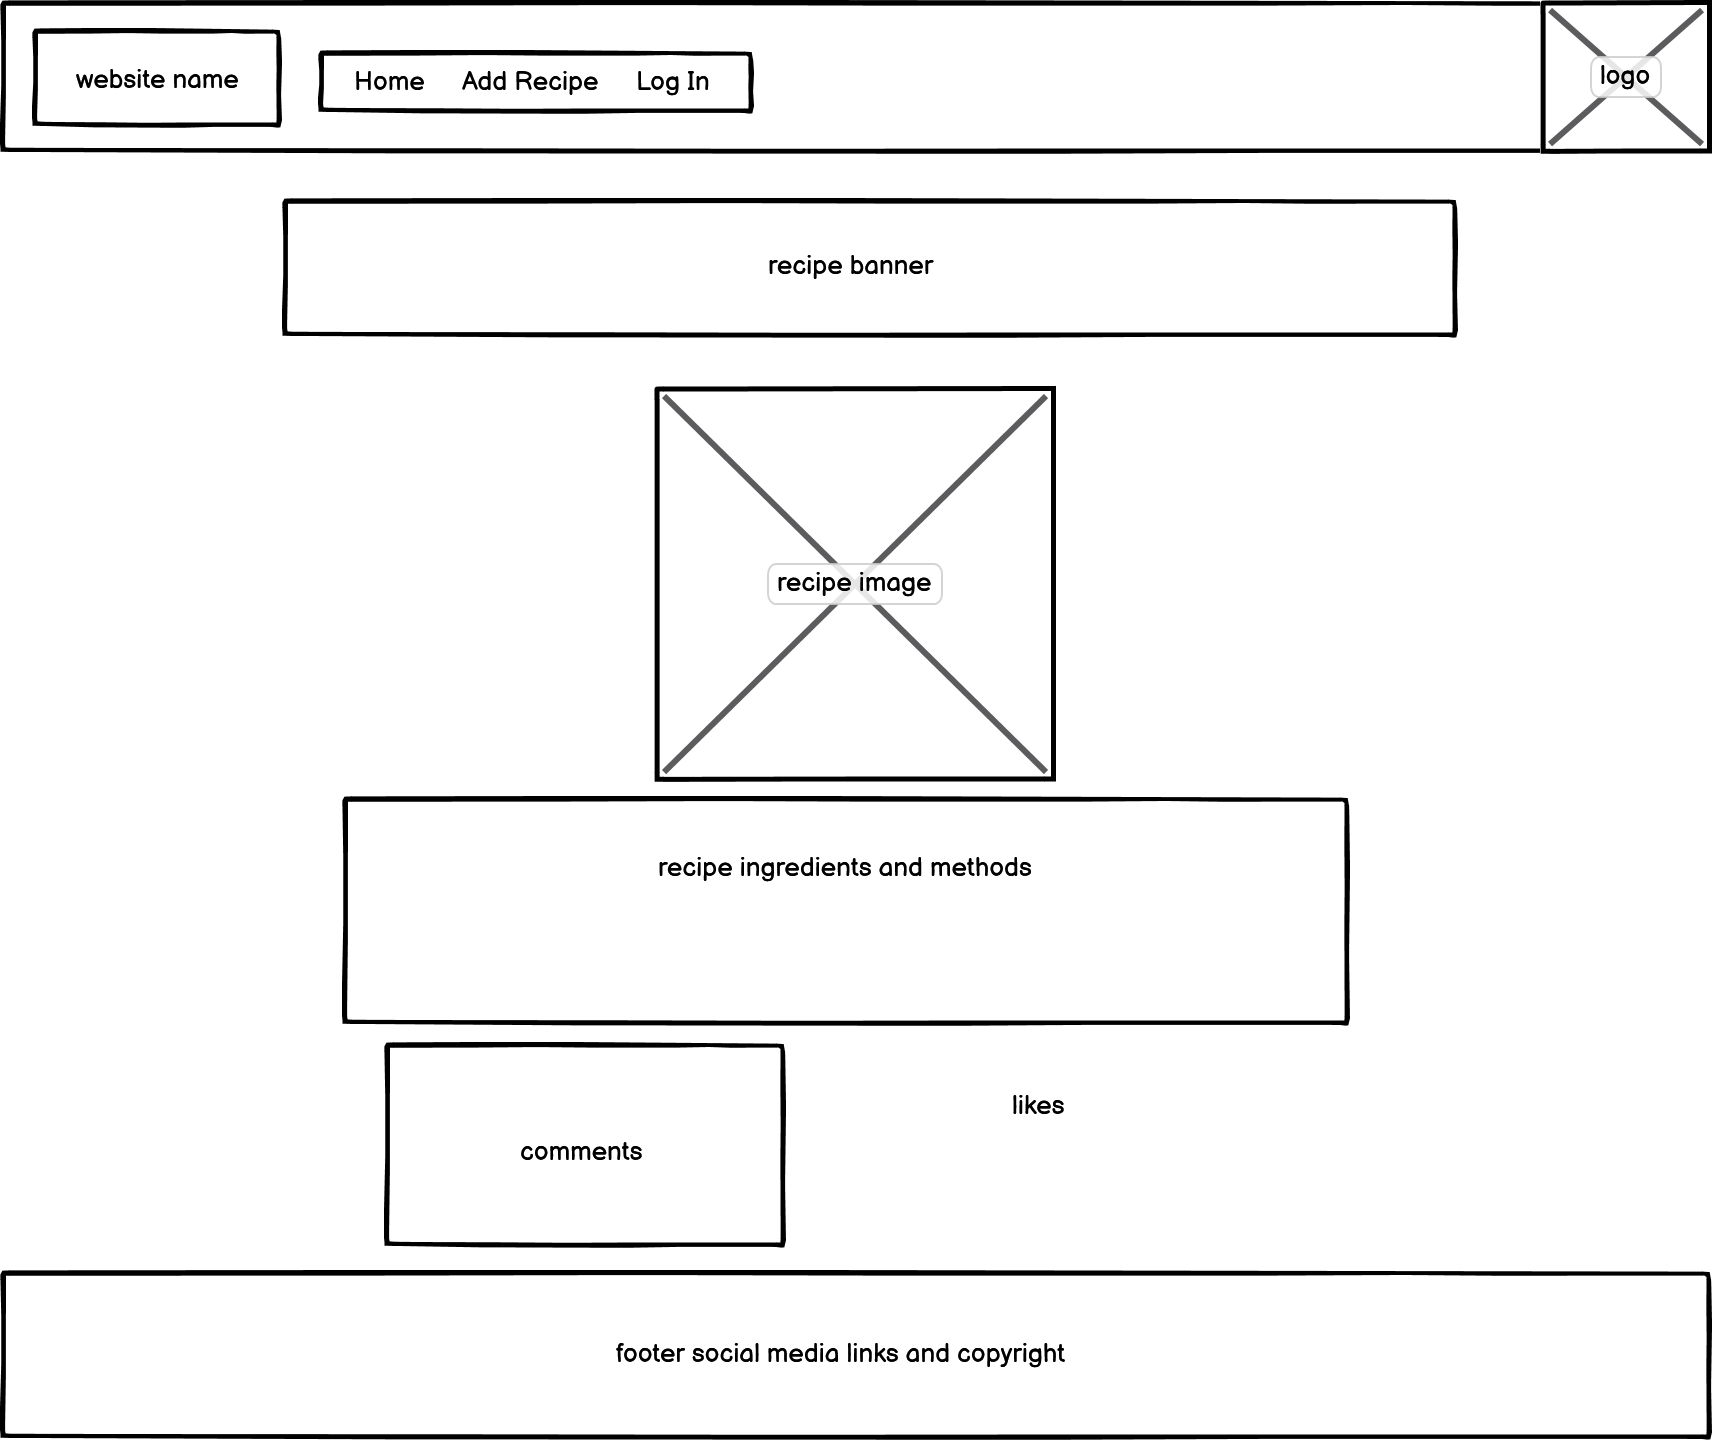 website name
Home Add Recipe Log In
logo
recipe banner
recipe image
recipe ingredients and methods
likes
comments
footer social media links and copyright